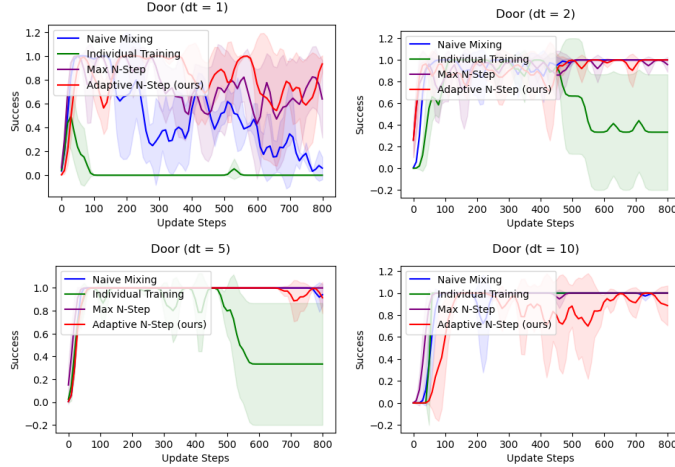 Door (dt = 1)
Success
1.2
1.0
0.8
0.6
0.4
0.2
0.0
Naive Mixing
Individual Training
Max N-Step
Adaptive N-Step (ours)
0 100 200 300 400 500 600 700 800
Update Steps
Door (dt = 2)
Success
1.2
1.0
0.8
0.6
0.4
0.2
0.0
−0.2
Naive Mixing
Individual Training
Max N-Step
Adaptive N-Step (ours)
0 100 200 300 400 500 600 700 800
Update Steps
Door (dt = 5)
Success
1.0
0.8
0.6
0.4
0.2
0.0
−0.2
Naive Mixing
Individual Training
Max N-Step
Adaptive N-Step (ours)
0 100 200 300 400 500 600 700 800
Update Steps
Door (dt = 10)
Success
1.2
1.0
0.8
0.6
0.4
0.2
0.0
Naive Mixing
Individual Training
Max N-Step
Adaptive N-Step (ours)
0 100 200 300 400 500 600 700 800
Update Steps